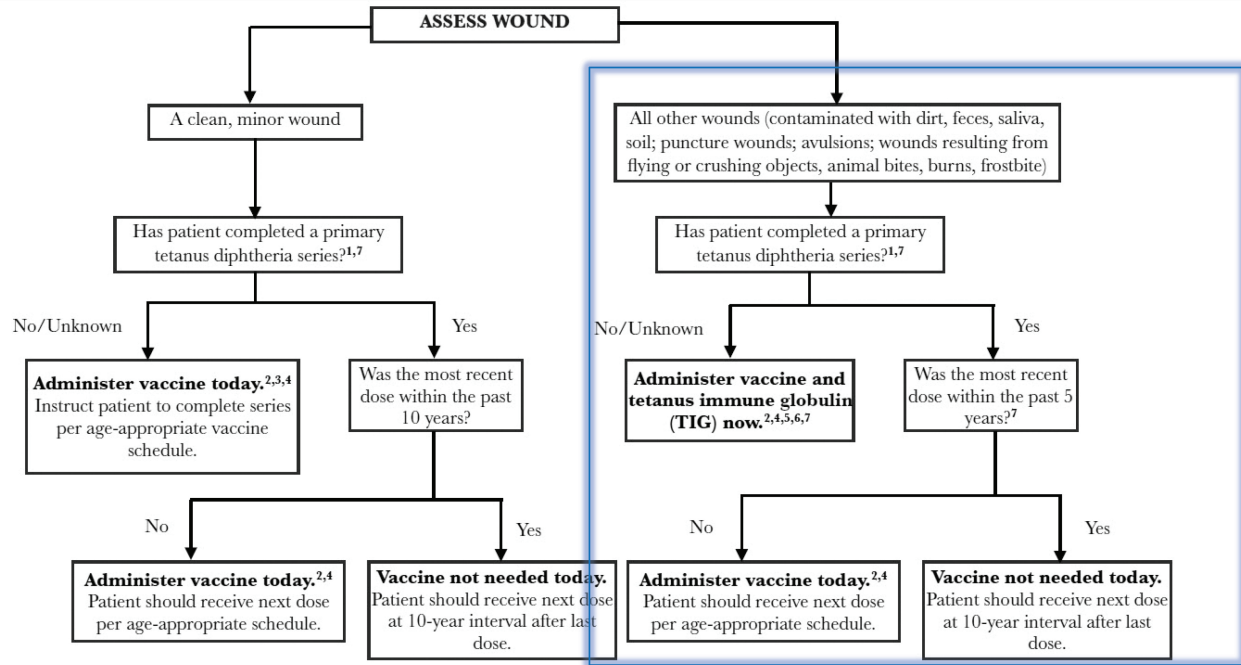 ASSESS WOUND
A clean, minor wound
All other wounds (contaminated with dirt, feces, saliva,
soil; puncture wounds; avulsions; wounds resulting from
flying or crushing objects, animal bites, burns, frostbite)
Has patient completed a primary
tetanus diphtheria series?1,7
Has patient completed a primary
tetanus diphtheria series?1,7
No/Unknown
Yes
No/Unknown
Yes
Administer vaccine today.2,3,4
Instruct patient to complete series
per age-appropriate vaccine
schedule.
Was the most recent
dose within the past
10 years?
Administer vaccine and
tetanus immune globulin
(TIG) now.2,4,5,6,7
Was the most recent
dose within the past 5
years?7
No
Yes
No
Yes
Administer vaccine today.2,4
Patient should receive next dose
per age-appropriate schedule.
Vaccine not needed today.
Patient should receive next dose
at 10-year interval after last
dose.
Administer vaccine today.2,4
Patient should receive next dose
per age-appropriate schedule.
Vaccine not needed today.
Patient should receive next dose
at 10-year interval after last
dose.